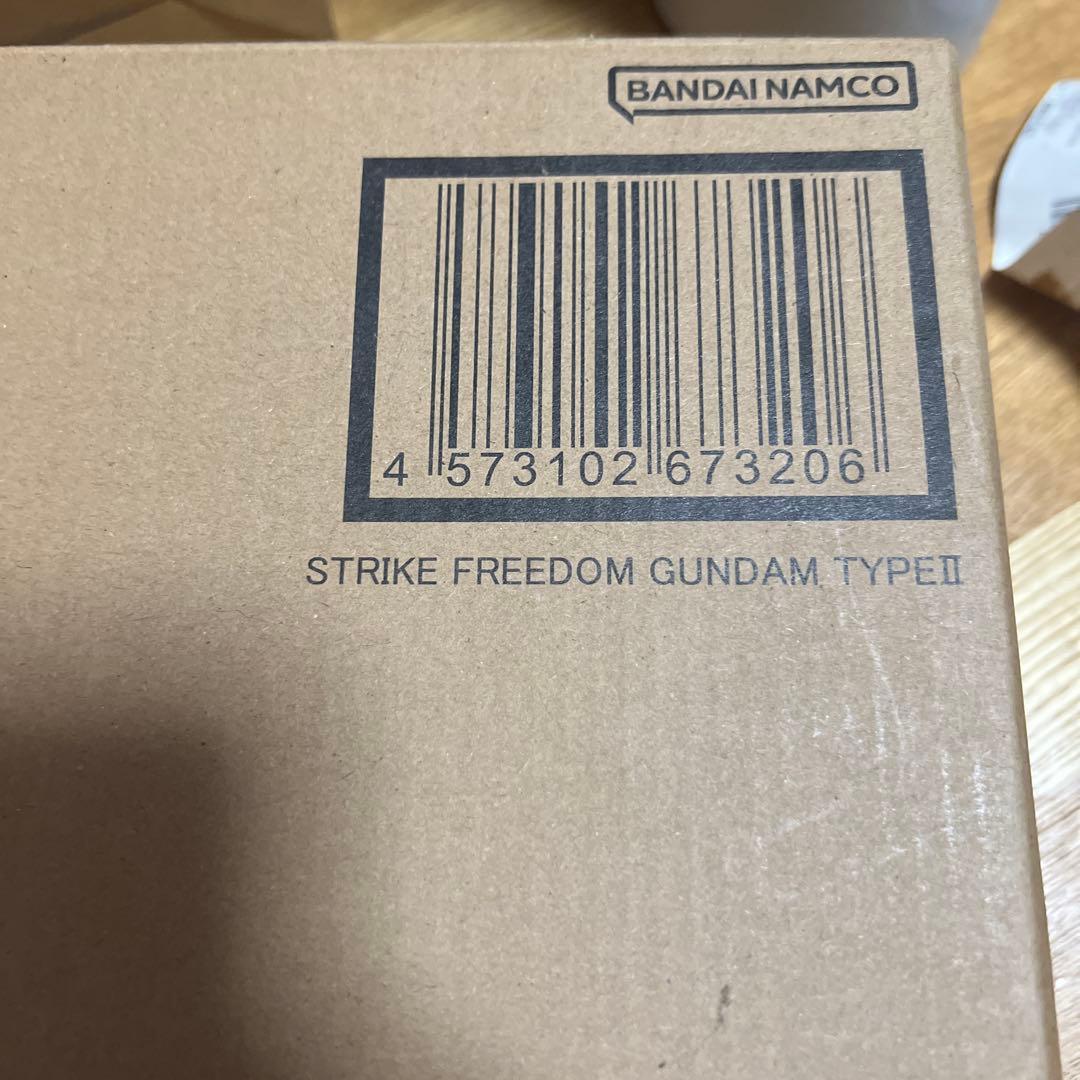 BANDAI NAMCO
4 573102 673206
STRIKE FREEDOM GUNDAM TYPEⅡ